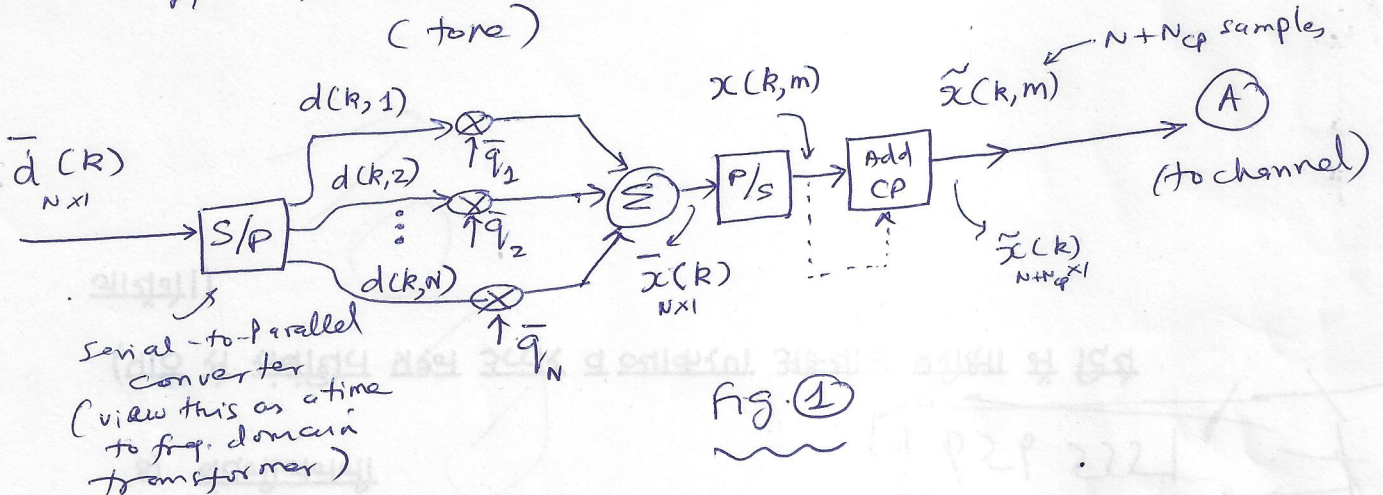 (tone)
N+Ncp samples
x(k,m)
x̃(k,m)
A
(to channel)
d̄(k)
N×1
S/P
d(k,1)
q̄1
d(k,2)
q̄2
⋮
d(k,N)
q̄N
Σ
x̄(k)
N×1
P/S
Add
CP
x̃(k)
N+Ncp×1
serial-to-Parallel
converter
(view this as a time
to freq. domain
transformer)
Fig. 1